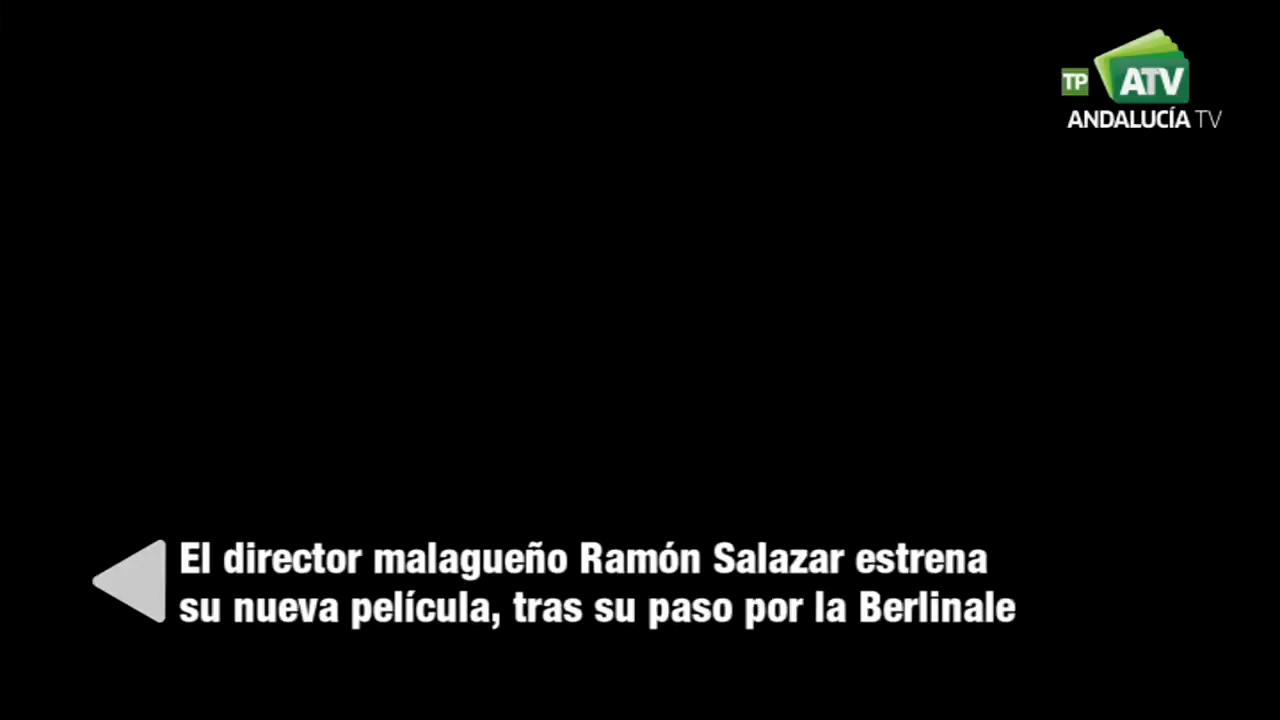 TP
ATV
ANDALUCÍA TV
El director malagueño Ramón Salazar estrena
su nueva película, tras su paso por la Berlinale